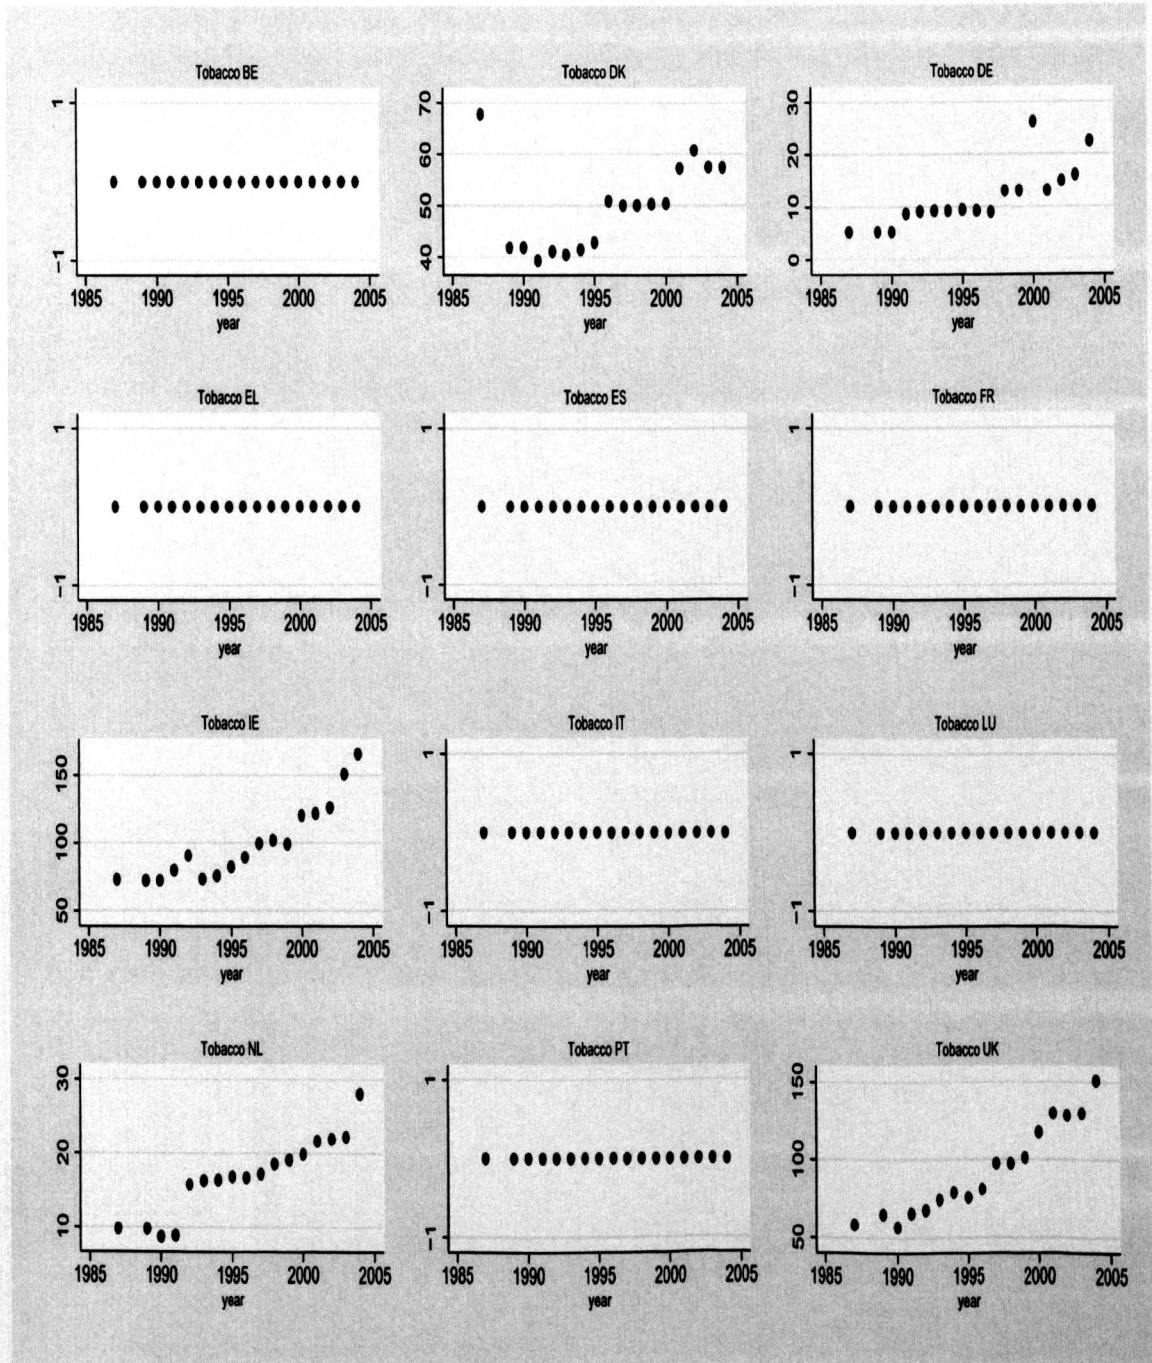 Tobacco BE
1
−1
1985 1990 1995 2000 2005
year
Tobacco DK
70
60
50
40
1985 1990 1995 2000 2005
year
Tobacco DE
30
20
10
0
1985 1990 1995 2000 2005
year
Tobacco EL
1
−1
1985 1990 1995 2000 2005
year
Tobacco ES
1
−1
1985 1990 1995 2000 2005
year
Tobacco FR
1
−1
1985 1990 1995 2000 2005
year
Tobacco IE
150
100
50
1985 1990 1995 2000 2005
year
Tobacco IT
1
−1
1985 1990 1995 2000 2005
year
Tobacco LU
1
−1
1985 1990 1995 2000 2005
year
Tobacco NL
30
20
10
1985 1990 1995 2000 2005
year
Tobacco PT
1
−1
1985 1990 1995 2000 2005
year
Tobacco UK
150
100
50
1985 1990 1995 2000 2005
year